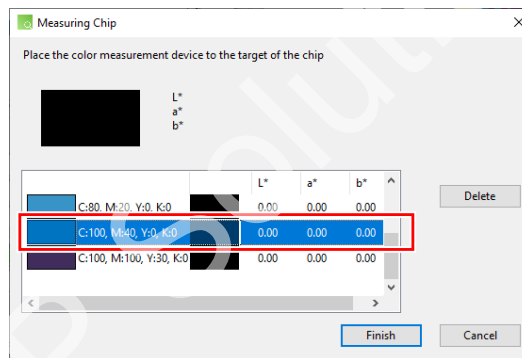 Measuring Chip
Place the color measurement device to the target of the chip
L*
a*
b*
L* a* b*
C:80, M:20, Y:0, K:0 0.00 0.00 0.00
C:100, M:40, Y:0, K:0 0.00 0.00 0.00
C:100, M:100, Y:30, K:0 0.00 0.00 0.00
Delete
Finish Cancel